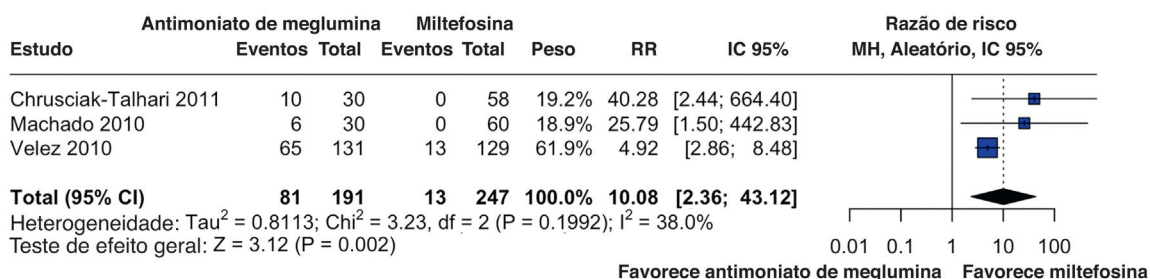 Antimoniato de meglumina Miltefosina Razão de risco
Estudo Eventos Total Eventos Total Peso RR IC 95% MH, Aleatório, IC 95%
Chrusciak-Talhari 2011 10 30 0 58 19.2% 40.28 [2.44; 664.40]
Machado 2010 6 30 0 60 18.9% 25.79 [1.50; 442.83]
Velez 2010 65 131 13 129 61.9% 4.92 [2.86; 8.48]
Total (95% CI) 81 191 13 247 100.0% 10.08 [2.36; 43.12]
Heterogeneidade: Tau² = 0.8113; Chi² = 3.23, df = 2 (P = 0.1992); I² = 38.0%
Teste de efeito geral: Z = 3.12 (P = 0.002)
0.01 0.1 1 10 100
Favorece antimoniato de meglumina Favorece miltefosina